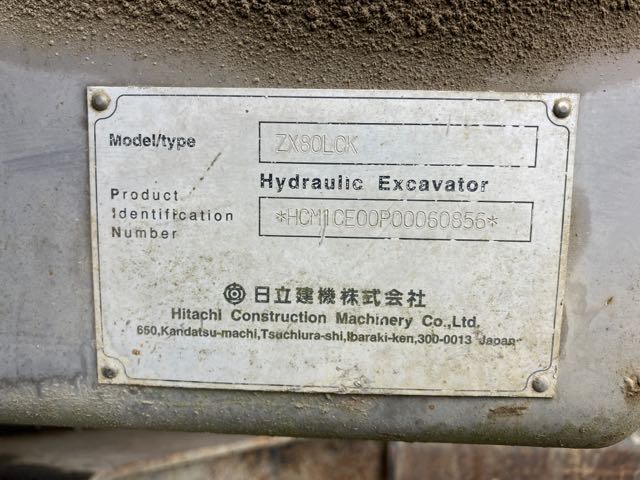 Model/type ZX80LCK
Hydraulic Excavator
Product
Identification
Number
*HCM1CE00P00060856*
日立建機株式会社
Hitachi Construction Machinery Co.,Ltd.
650,Kandatsu-machi,Tsuchiura-shi,Ibaraki-ken,300-0013 Japan